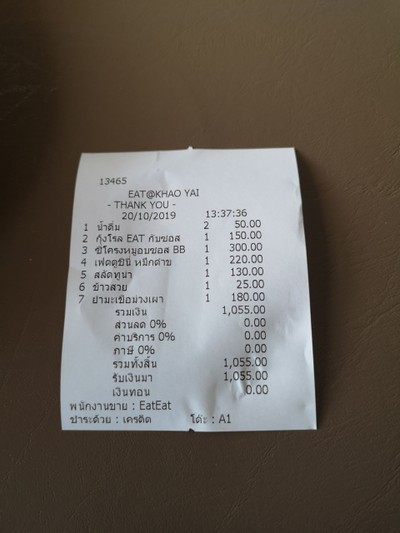 13465
EAT@KHAO YAI
- THANK YOU -
20/10/2019 13:37:36
1 น้ำดื่ม 2 50.00
2 กุ้งโรล EAT กับซอส 1 150.00
3 ซี่โครงหมูอบซอส BB 1 300.00
4 เฟตตูชินี่ หมึกดำข 1 220.00
5 สลัดทูน่า 1 130.00
6 ข้าวสวย 1 25.00
7 ยำมะเขือม่วงเผา 1 180.00
รวมเงิน 1,055.00
ส่วนลด 0% 0.00
ค่าบริการ 0% 0.00
ภาษี 0% 0.00
รวมทั้งสิ้น 1,055.00
รับเงินมา 1,055.00
เงินทอน 0.00
พนักงานขาย : EatEat
ชำระด้วย : เครดิต โต๊ะ : A1